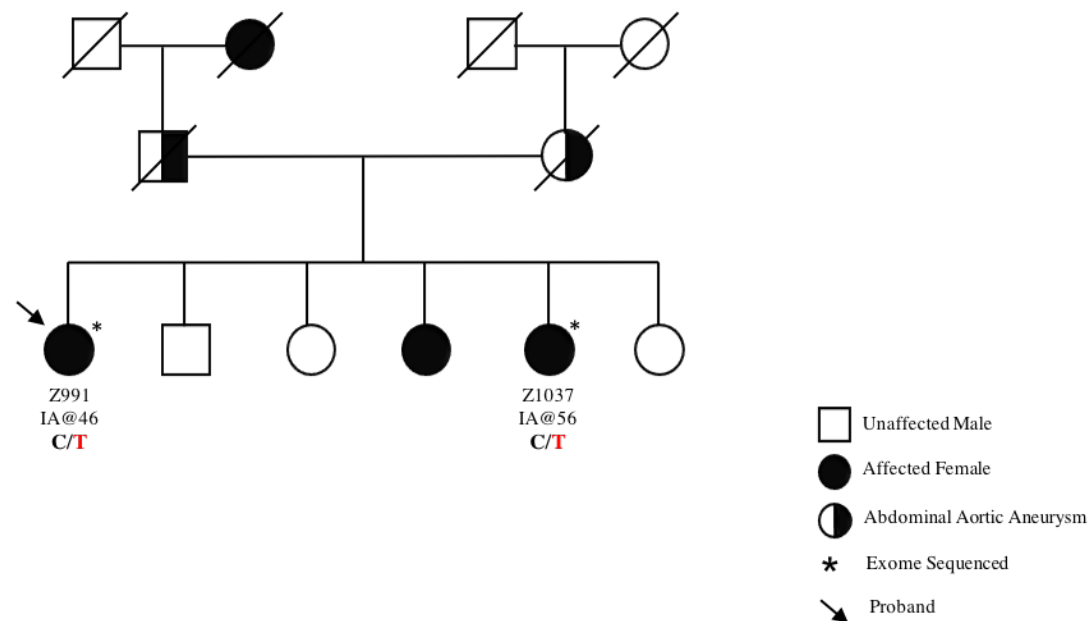 *
*
Z991
IA@46
C/T
Z1037
IA@56
C/T
Unaffected Male
Affected Female
Abdominal Aortic Aneurysm
* Exome Sequenced
Proband